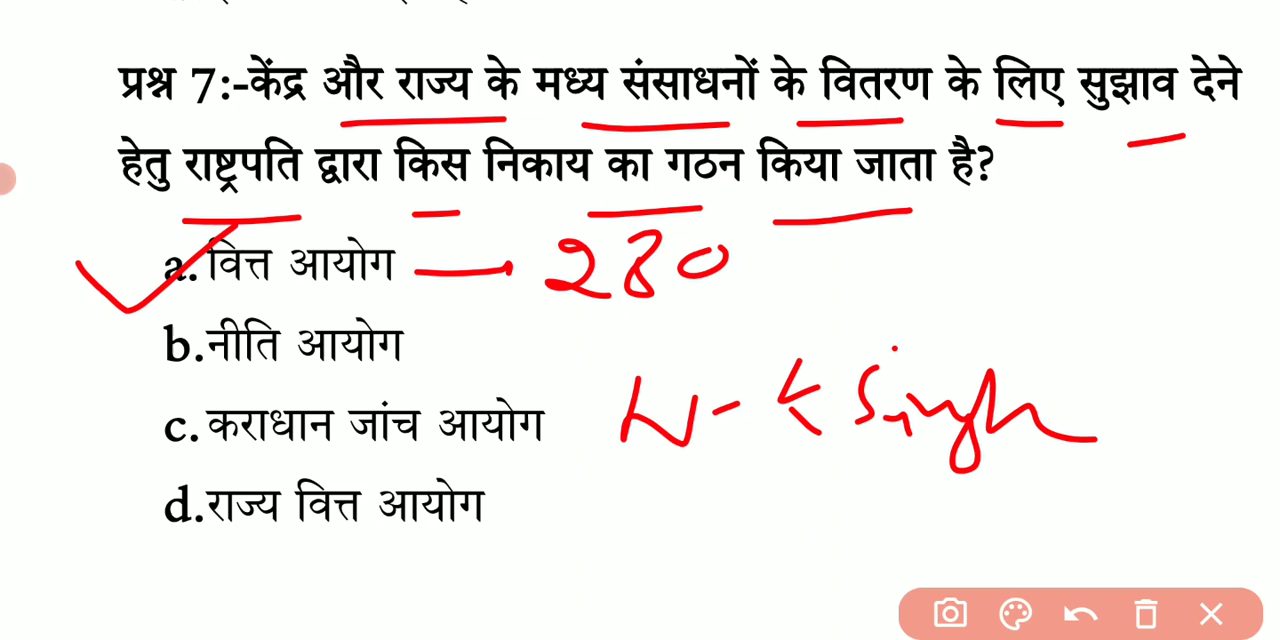 प्रश्न 7:-केंद्र और राज्य के मध्य संसाधनों के वितरण के लिए सुझाव देने
हेतु राष्ट्रपति द्वारा किस निकाय का गठन किया जाता है?
a. वित्त आयोग — 280
b.नीति आयोग
N-K Singh
c. कराधान जांच आयोग
d.राज्य वित्त आयोग